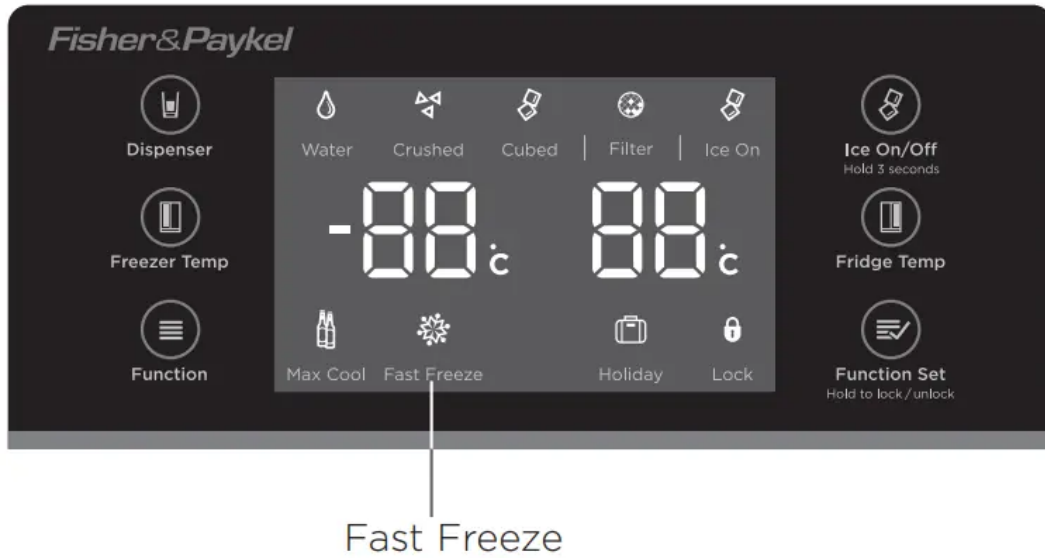 Fisher&Paykel
Dispenser
Water Crushed Cubed Filter Ice On
Ice On/Off
Hold 3 seconds
-88 °C 88 °C
Freezer Temp
Fridge Temp
Function
Max Cool Fast Freeze Holiday Lock
Function Set
Hold to lock / unlock
Fast Freeze